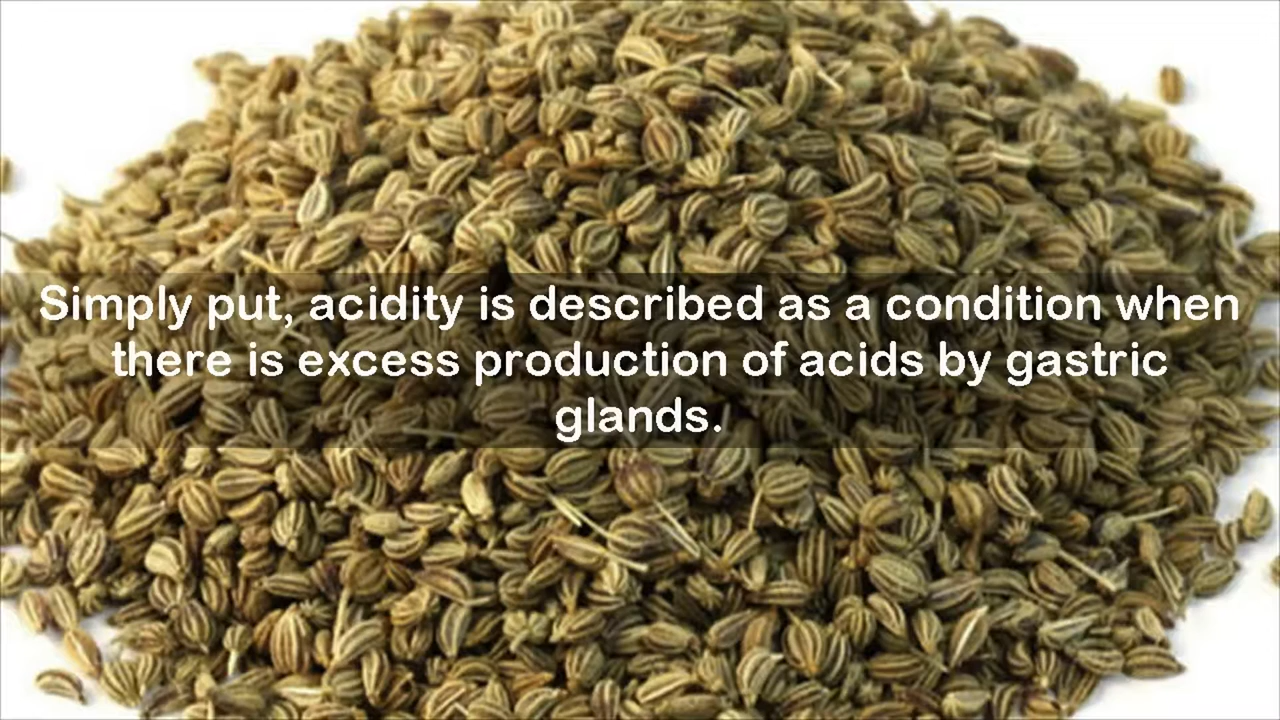 Simply put, acidity is described as a condition when
there is excess production of acids by gastric
glands.